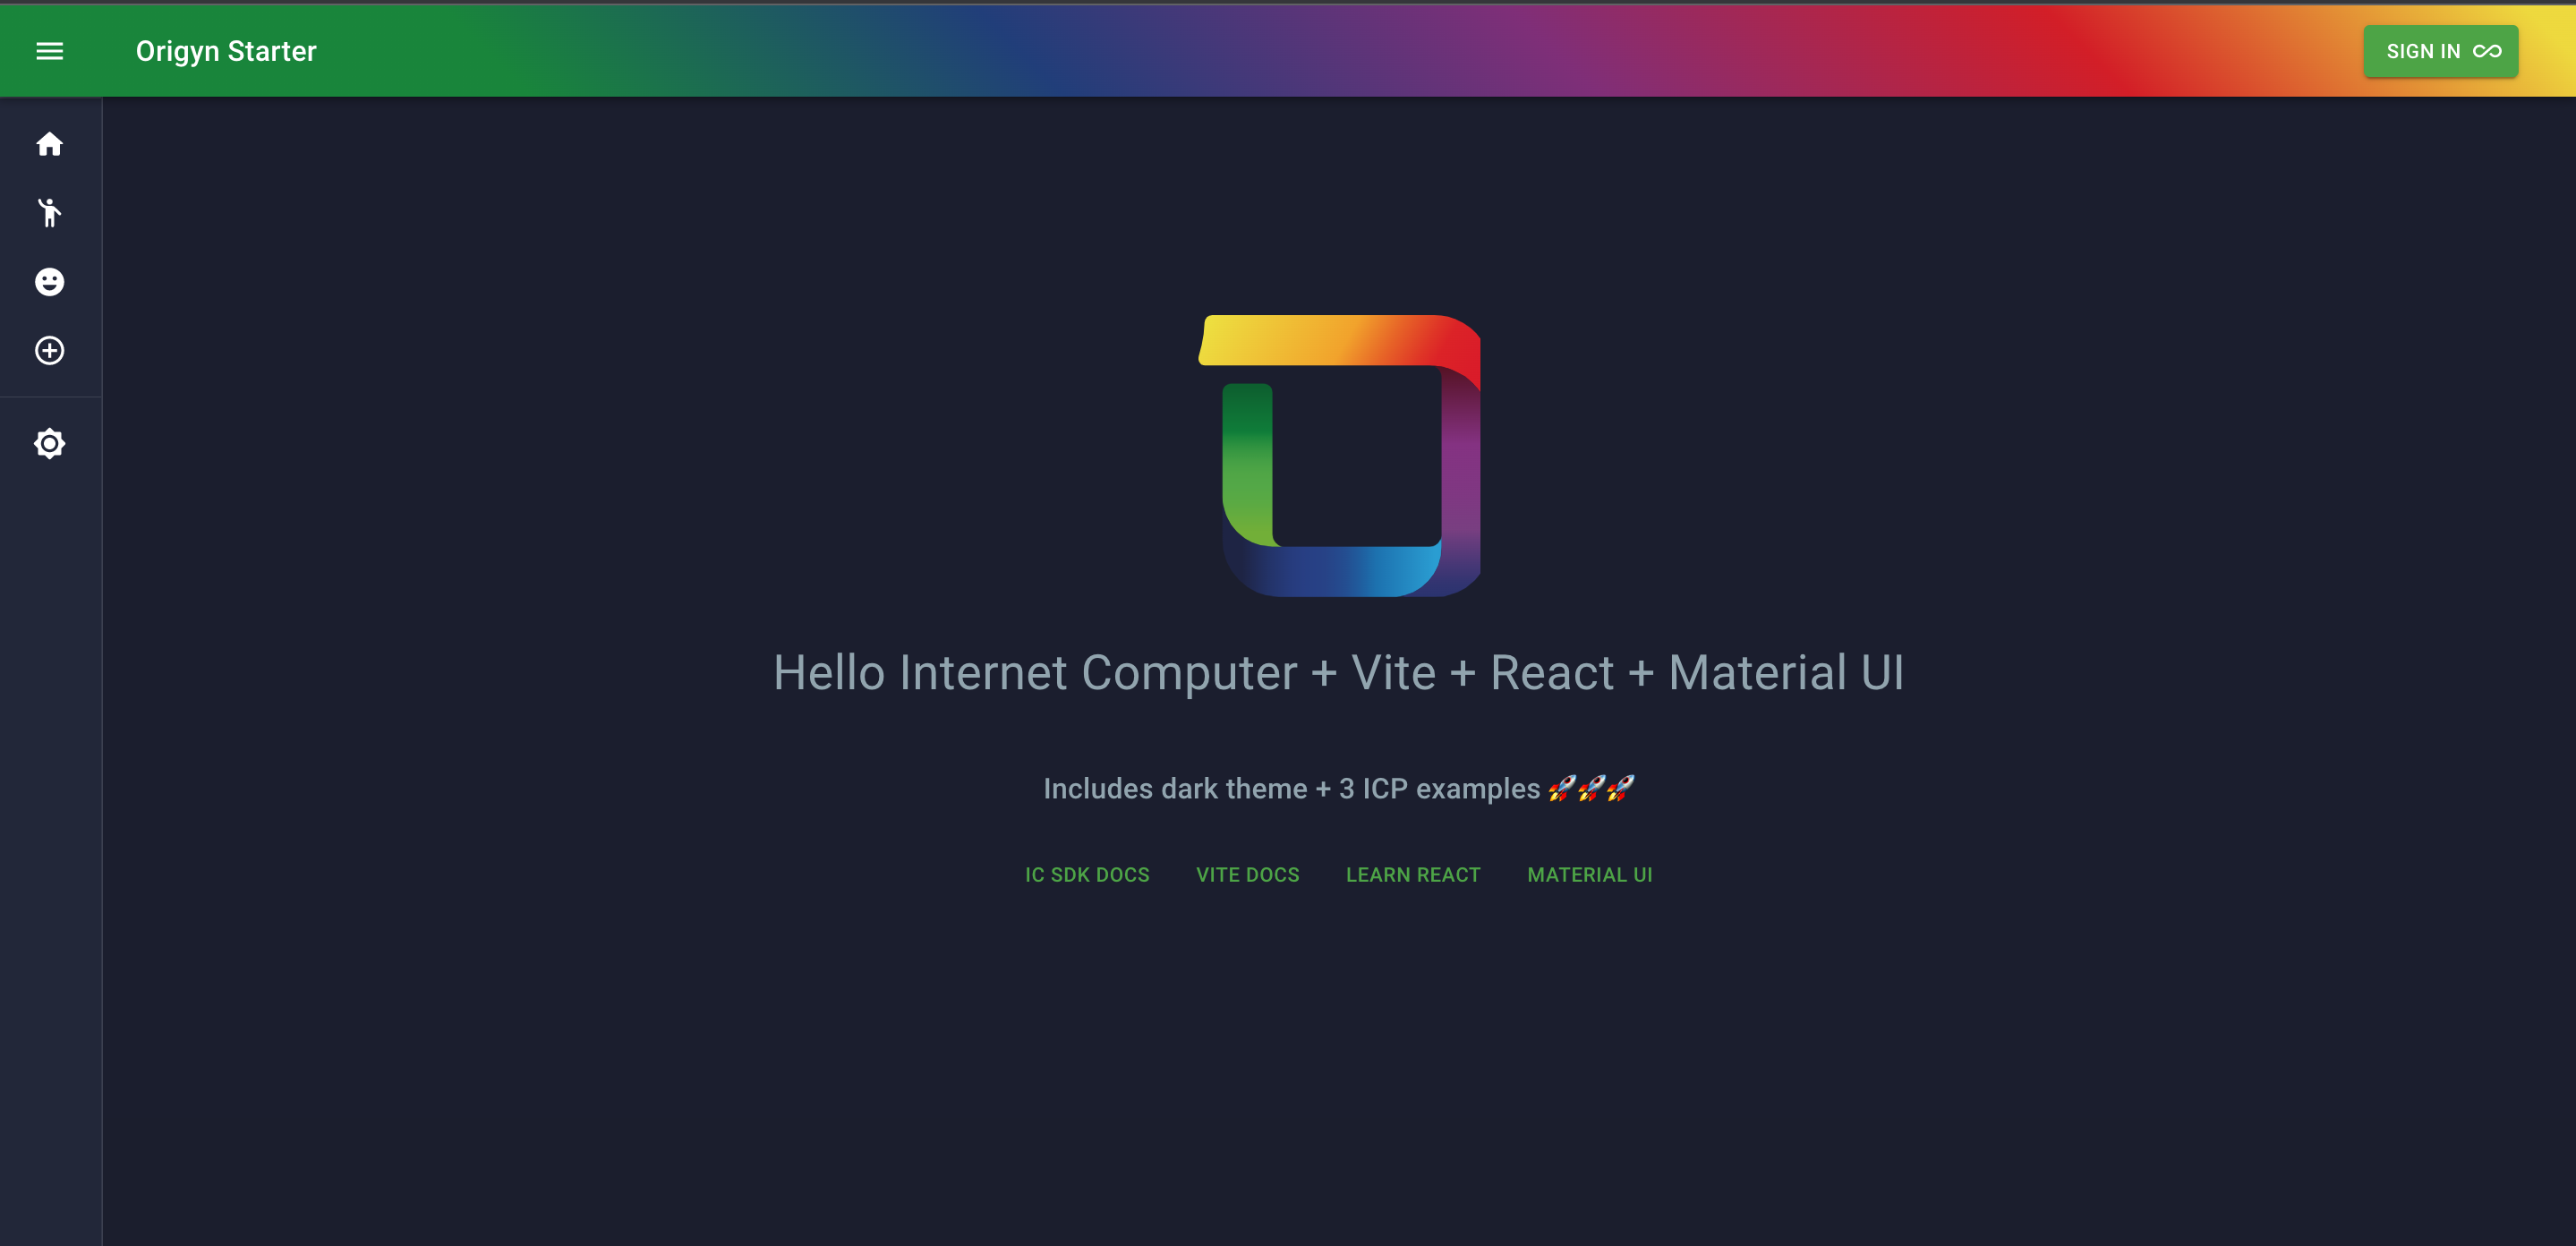 Origyn Starter
SIGN IN
Hello Internet Computer + Vite + React + Material UI
Includes dark theme + 3 ICP examples 🚀🚀🚀
IC SDK DOCS VITE DOCS LEARN REACT MATERIAL UI